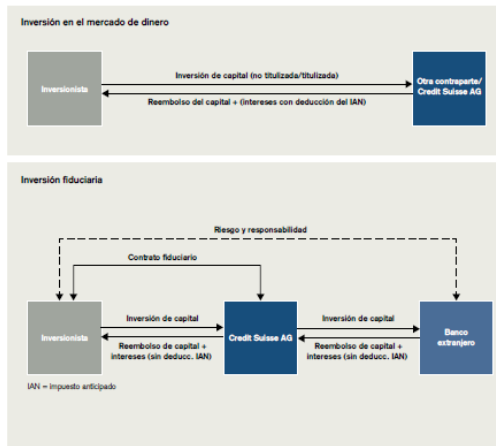 Inversión en el mercado de dinero
Inversionista
Inversión de capital (no titulizada/titulizada)
Reembolso del capital + (intereses con deducción del IAN)
Otra contraparte/
Credit Suisse AG
Inversión fiduciaria
Riesgo y responsabilidad
Contrato fiduciario
Inversionista
Inversión de capital
Reembolso de capital +
intereses (sin deducc. IAN)
Credit Suisse AG
Inversión de capital
Reembolso de capital +
intereses (sin deducc. IAN)
Banco
extranjero
IAN = impuesto anticipado